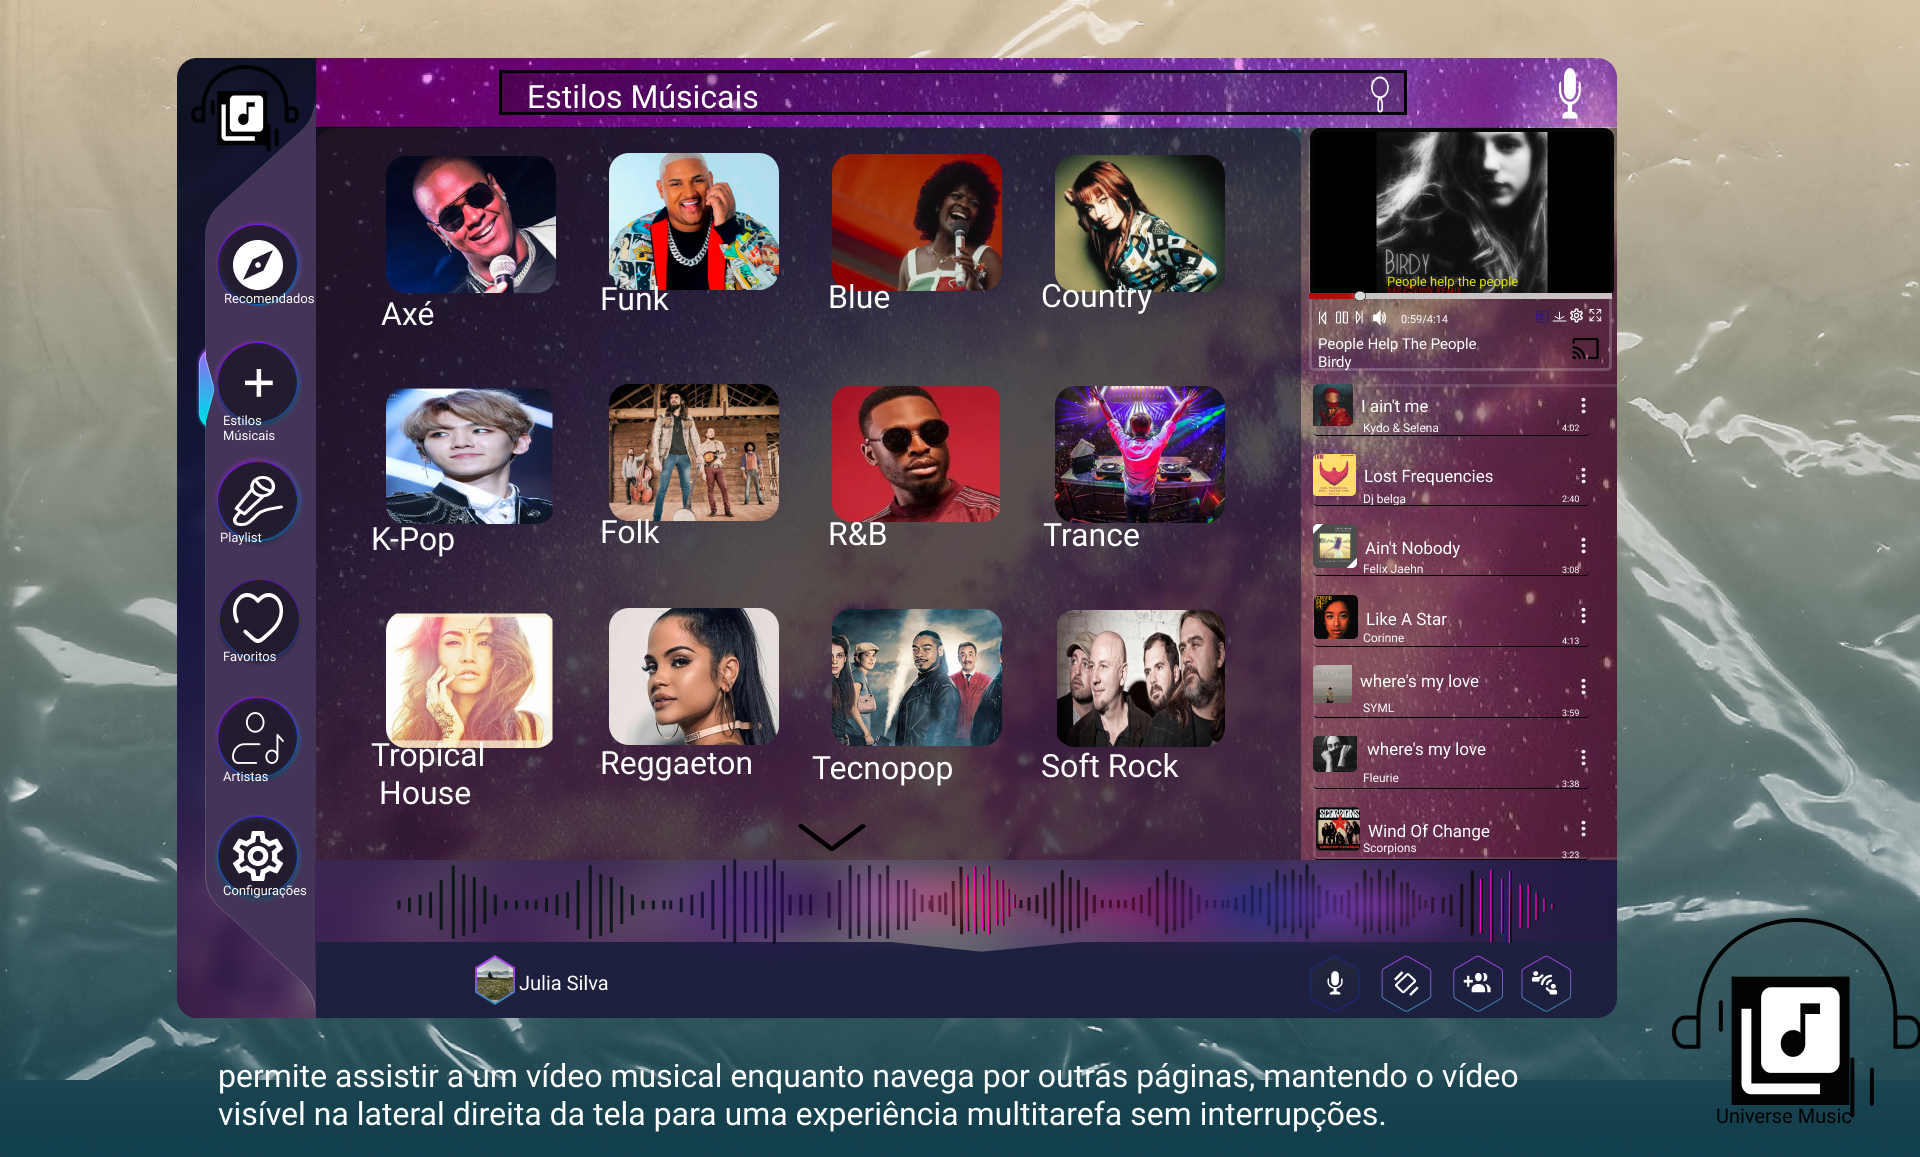 Estilos Músicais
Recomendados
Estilos
Músicais
Playlist
Favoritos
Artistas
Configurações
Axé
Funk
Blue
Country
K-Pop
Folk
R&B
Trance
Tropical
House
Reggaeton
Tecnopop
Soft Rock
BIRDY
People help the people
0:59/4:14
People Help The People
Birdy
I ain't me
Kydo & Selena
4:02
Lost Frequencies
Dj belga
2:40
Ain't Nobody
Felix Jaehn
3:08
Like A Star
Corinne
4:13
where's my love
SYML
3:59
where's my love
Fleurie
3:38
SCORPIONS
Wind Of Change
Scorpions
3:23
Julia Silva
permite assistir a um vídeo musical enquanto navega por outras páginas, mantendo o vídeo
visível na lateral direita da tela para uma experiência multitarefa sem interrupções.
Universe Music